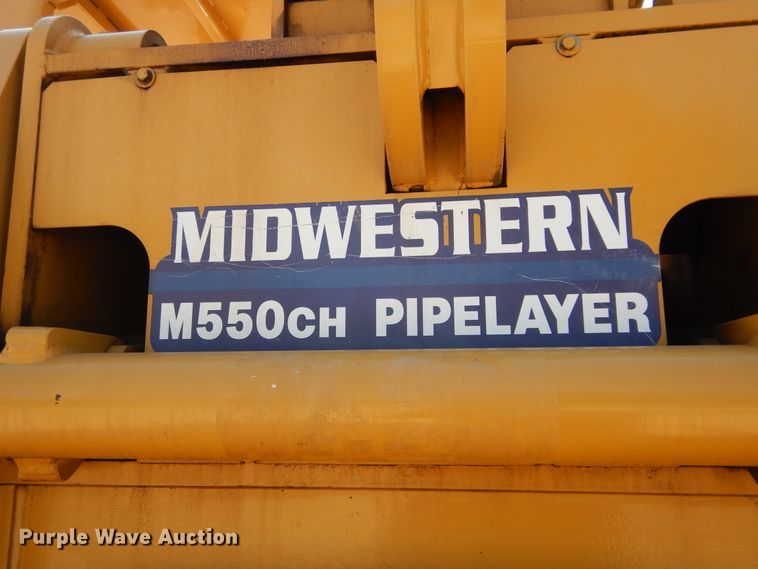 MIDWESTERN
M550CH PIPELAYER
Purple Wave Auction